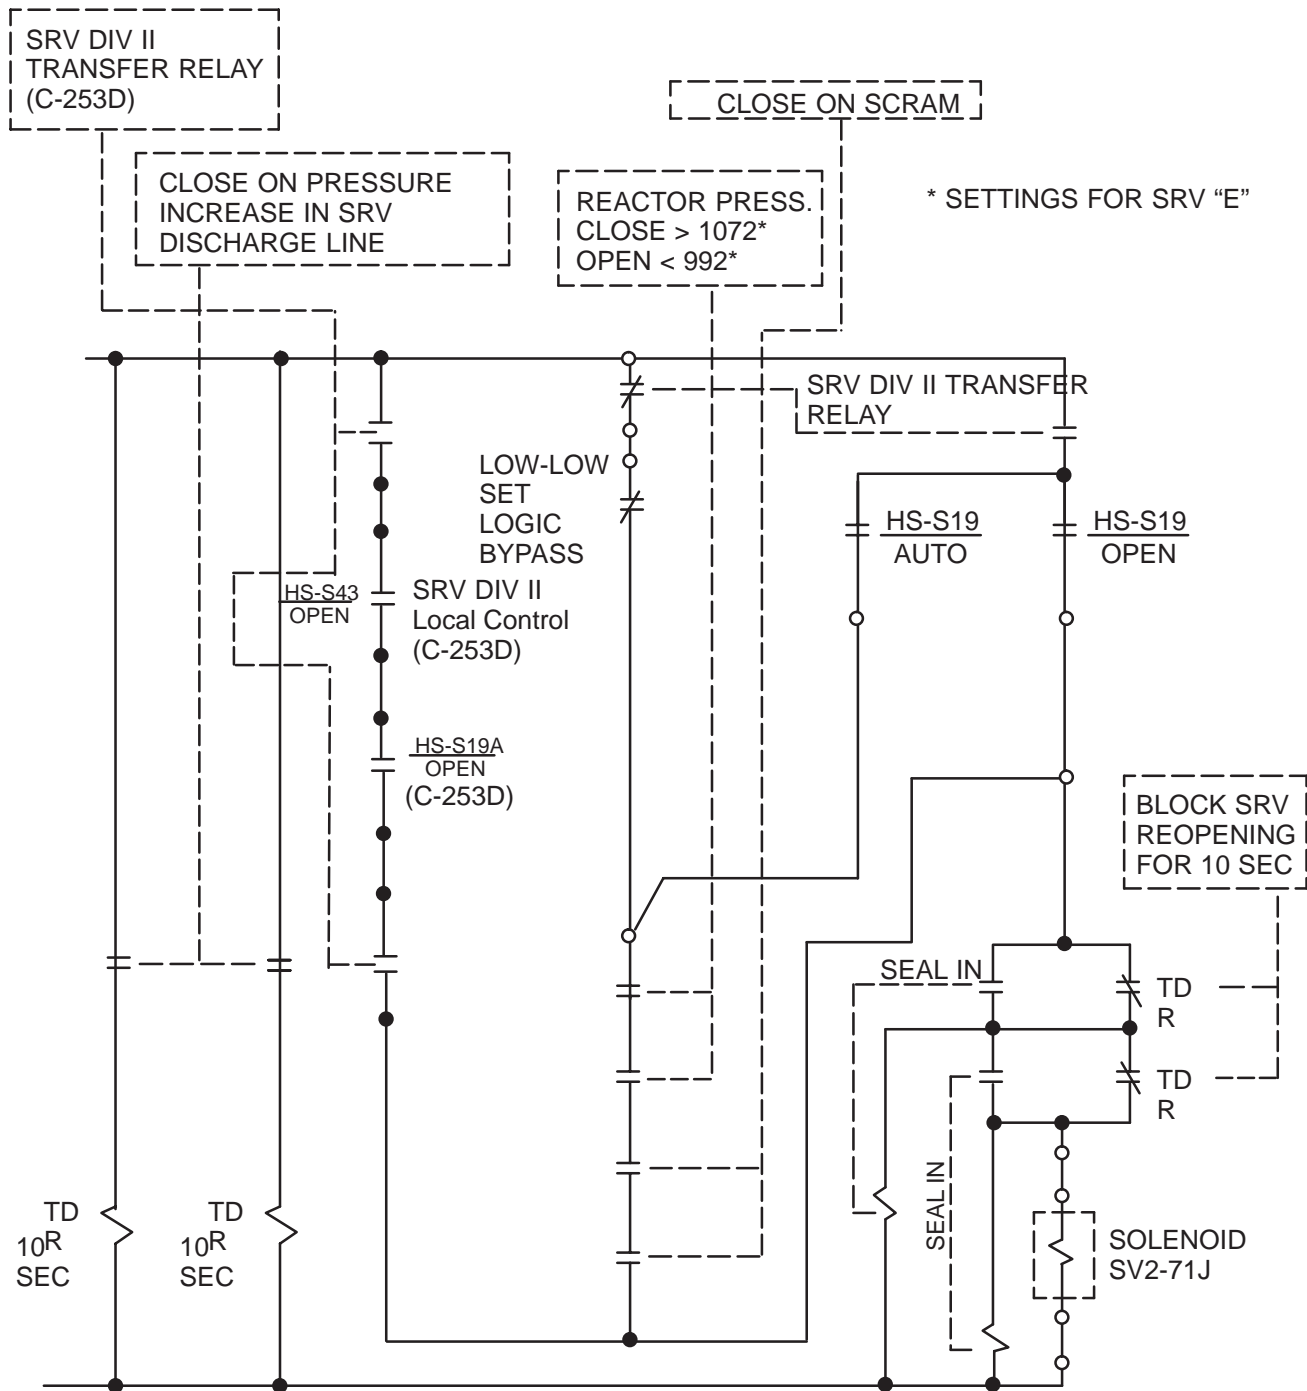 SRV DIV II
TRANSFER RELAY
(C-253D)
CLOSE ON SCRAM
CLOSE ON PRESSURE
INCREASE IN SRV
DISCHARGE LINE
REACTOR PRESS.
CLOSE > 1072*
OPEN < 992*
* SETTINGS FOR SRV “E”
SRV DIV II TRANSFER
RELAY
LOW-LOW
SET
LOGIC
BYPASS
HS-S19
AUTO
HS-S19
OPEN
HS-S43
OPEN
SRV DIV II
Local Control
(C-253D)
HS-S19A
OPEN
(C-253D)
BLOCK SRV
REOPENING
FOR 10 SEC
SEAL IN
TD
R
TD
R
SEAL IN
TD
R
10
SEC
TD
R
10
SEC
SOLENOID
SV2-71J